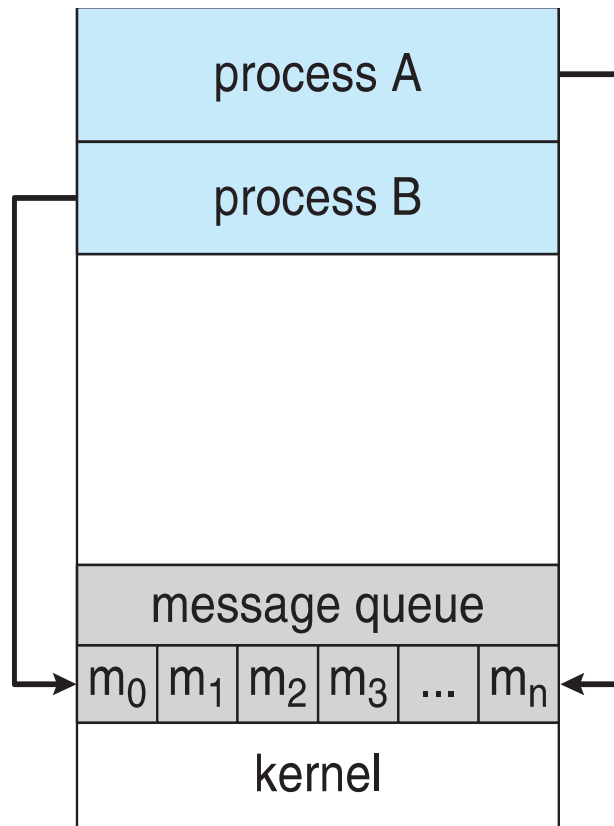 process A
process B
message queue
m₀ m₁ m₂ m₃ ... mₙ
kernel